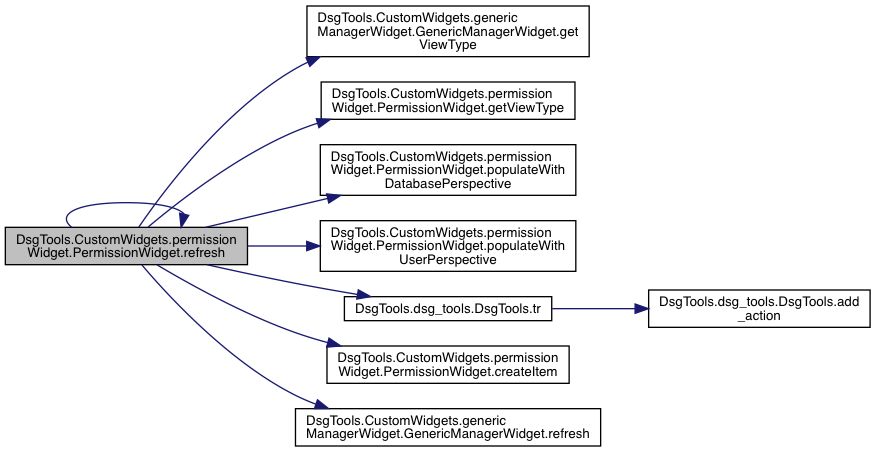 DsgTools.CustomWidgets.generic
ManagerWidget.GenericManagerWidget.get
ViewType
DsgTools.CustomWidgets.permission
Widget.PermissionWidget.getViewType
DsgTools.CustomWidgets.permission
Widget.PermissionWidget.populateWith
DatabasePerspective
DsgTools.CustomWidgets.permission
Widget.PermissionWidget.refresh
DsgTools.CustomWidgets.permission
Widget.PermissionWidget.populateWith
UserPerspective
DsgTools.dsg_tools.DsgTools.tr
DsgTools.dsg_tools.DsgTools.add
_action
DsgTools.CustomWidgets.permission
Widget.PermissionWidget.createItem
DsgTools.CustomWidgets.generic
ManagerWidget.GenericManagerWidget.refresh